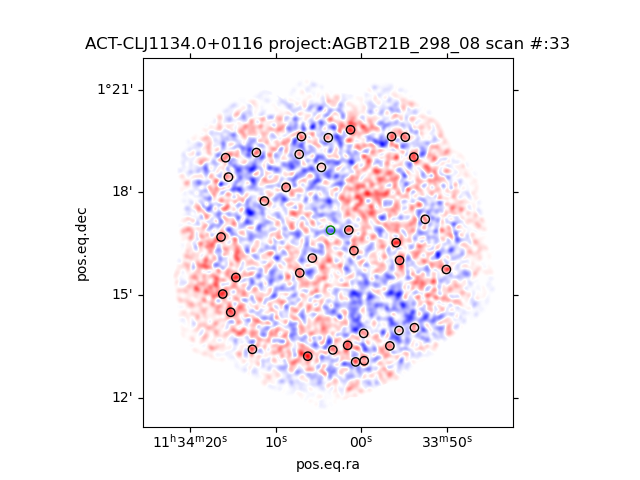 ACT-CLJ1134.0+0116 project:AGBT21B_298_08 scan #:33
1°21'
18'
15'
12'
pos.eq.dec
11h34m20s 10s 00s 33m50s
pos.eq.ra